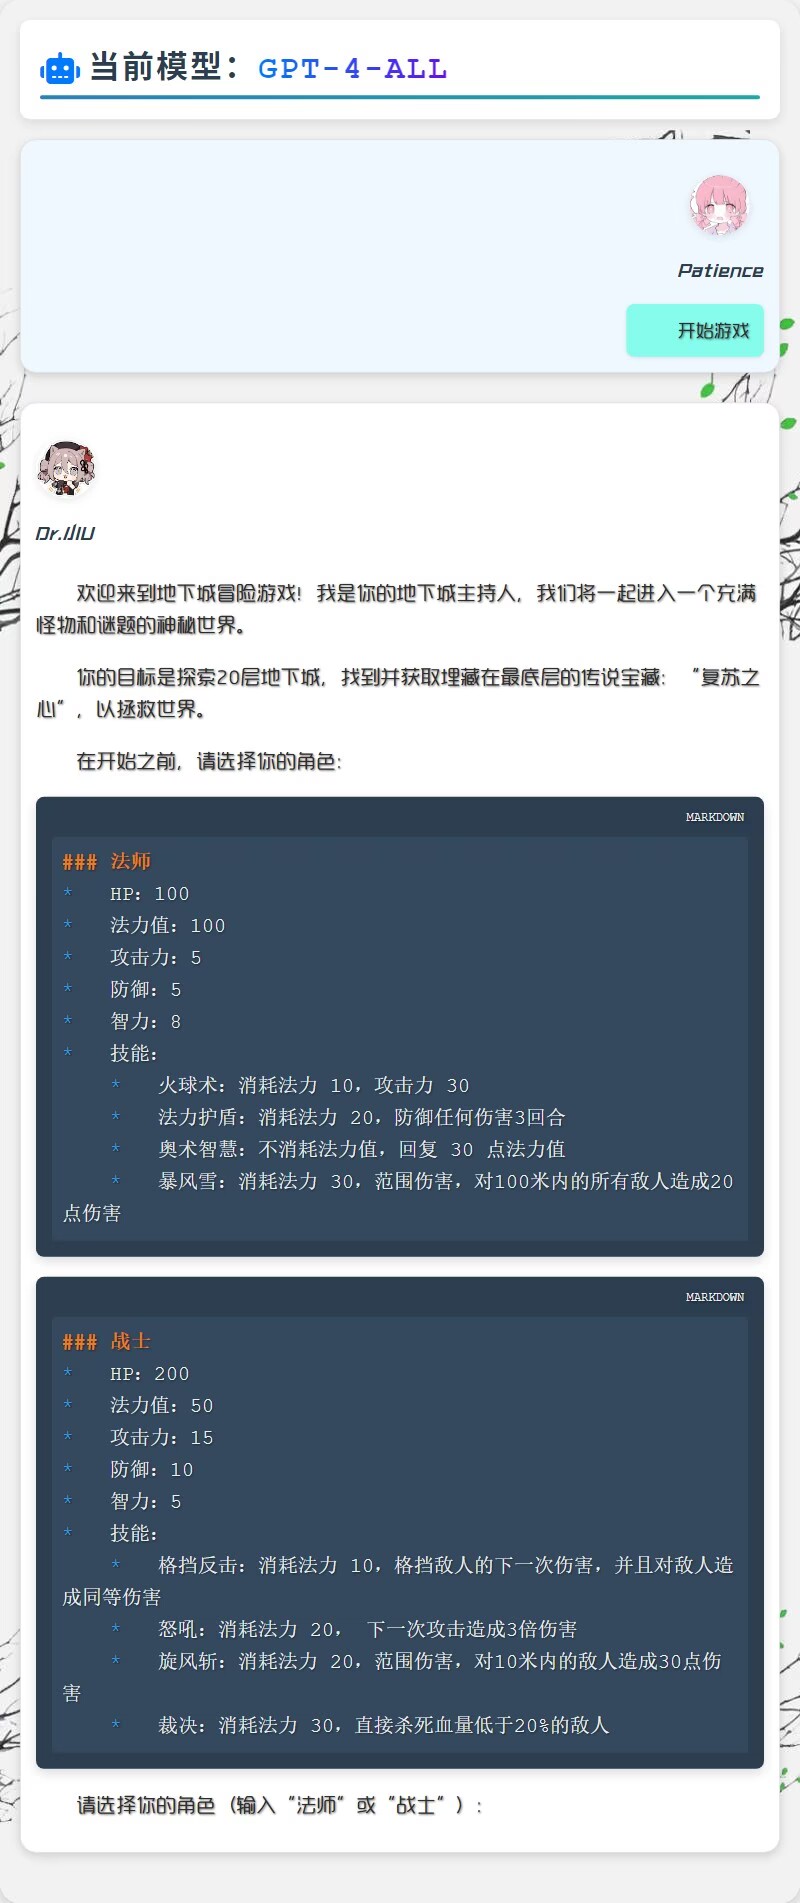 当前模型：GPT-4-ALL
Patience
开始游戏
欢迎来到地下城冒险游戏！我是你的地下城主持人，我们将一起进入一个充满
怪物和谜题的神秘世界。
你的目标是探索20层地下城，找到并获取埋藏在最底层的传说宝藏：“复苏之
心”，以拯救世界。
在开始之前，请选择你的角色：
MARKDOWN
### 法师
* HP：100
* 法力值：100
* 攻击力：5
* 防御：5
* 智力：8
* 技能：
* 火球术：消耗法力 10，攻击力 30
* 法力护盾：消耗法力 20，防御任何伤害3回合
* 奥术智慧：不消耗法力值，回复 30 点法力值
* 暴风雪：消耗法力 30，范围伤害，对100米内的所有敌人造成20
点伤害
MARKDOWN
### 战士
* HP：200
* 法力值：50
* 攻击力：15
* 防御：10
* 智力：5
* 技能：
* 格挡反击：消耗法力 10，格挡敌人的下一次伤害，并且对敌人造
成同等伤害
* 怒吼：消耗法力 20， 下一次攻击造成3倍伤害
* 旋风斩：消耗法力 20，范围伤害，对10米内的敌人造成30点伤
害
* 裁决：消耗法力 30，直接杀死血量低于20%的敌人
请选择你的角色（输入“法师”或“战士”）：